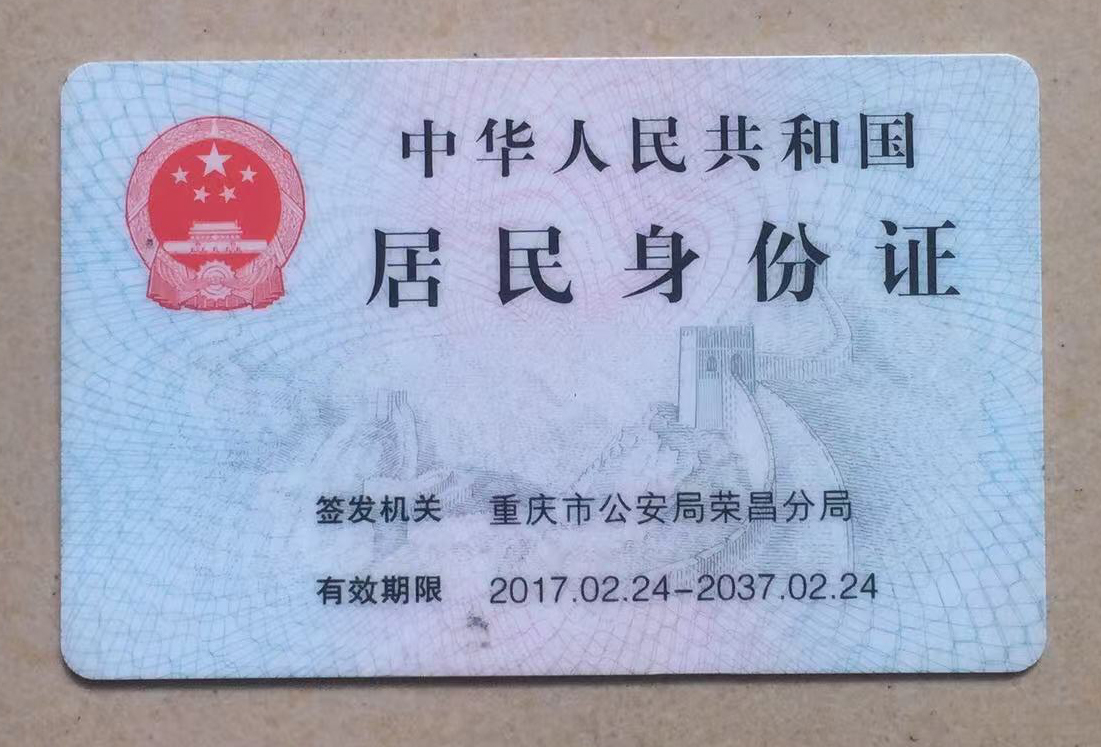 中华人民共和国
居民身份证
签发机关 重庆市公安局荣昌分局
有效期限 2017.02.24-2037.02.24